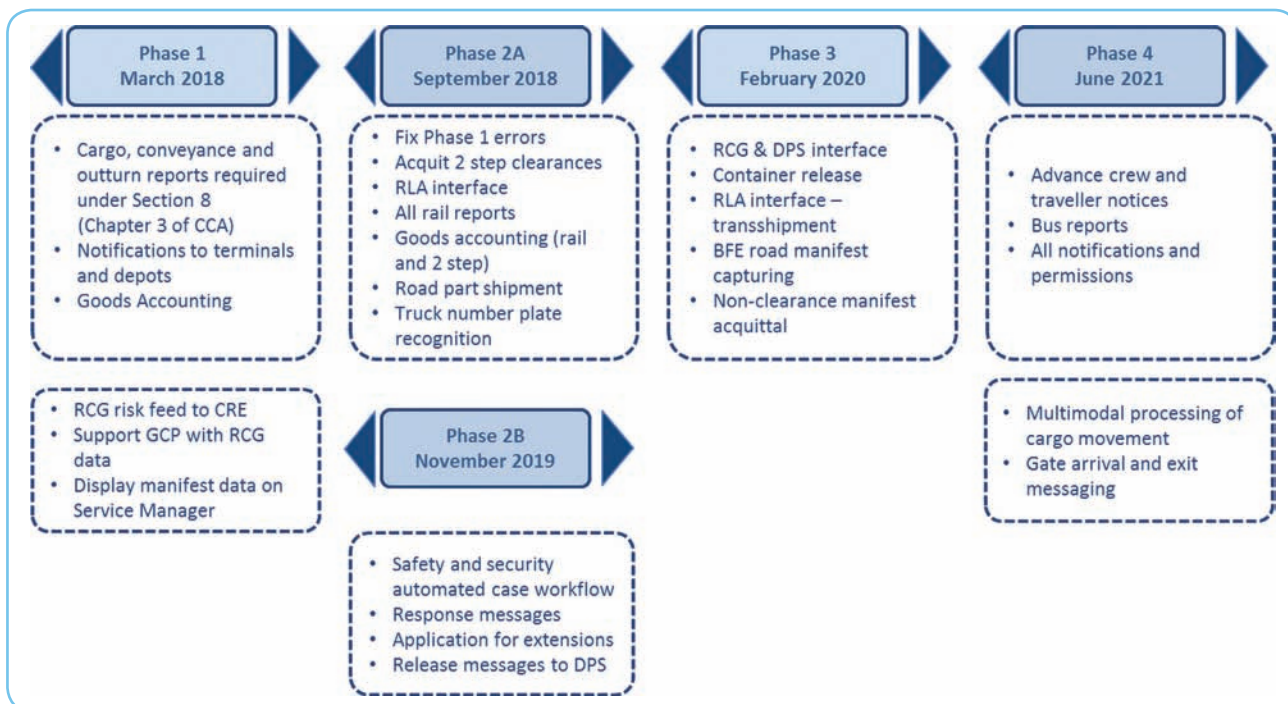 Phase 1
March 2018
• Cargo, conveyance and
outturn reports required
under Section 8
(Chapter 3 of CCA)
• Notifications to terminals
and depots
• Goods Accounting
• RCG risk feed to CRE
• Support GCP with RCG
data
• Display manifest data on
Service Manager
Phase 2A
September 2018
• Fix Phase 1 errors
• Acquit 2 step clearances
• RLA interface
• All rail reports
• Goods accounting (rail
and 2 step)
• Road part shipment
• Truck number plate
recognition
Phase 2B
November 2019
• Safety and security
automated case workflow
• Response messages
• Application for extensions
• Release messages to DPS
Phase 3
February 2020
• RCG & DPS interface
• Container release
• RLA interface –
transshipment
• BFE road manifest
capturing
• Non-clearance manifest
acquittal
Phase 4
June 2021
• Advance crew and
traveller notices
• Bus reports
• All notifications and
permissions
• Multimodal processing of
cargo movement
• Gate arrival and exit
messaging